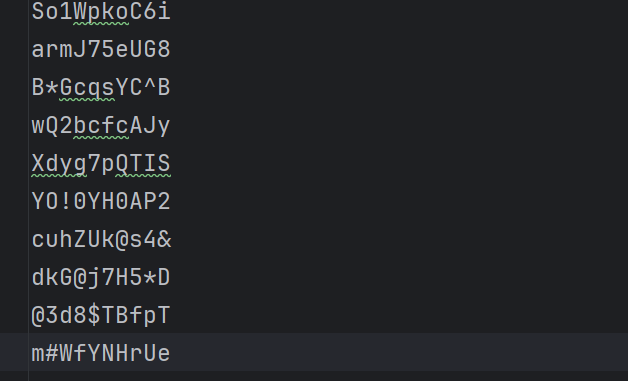 So1WpkoC6i
armJ75eUG8
B*GcqsYC^B
wQ2bcfcAJy
Xdyg7pQTIS
YO!0YH0AP2
cuhZUk@s4&
dkG@j7H5*D
@3d8$TBfpT
m#WfYNHrUe